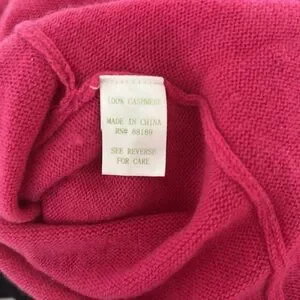 100% CASHMERE
MADE IN CHINA
RN# 88180
SEE REVERSE
FOR CARE